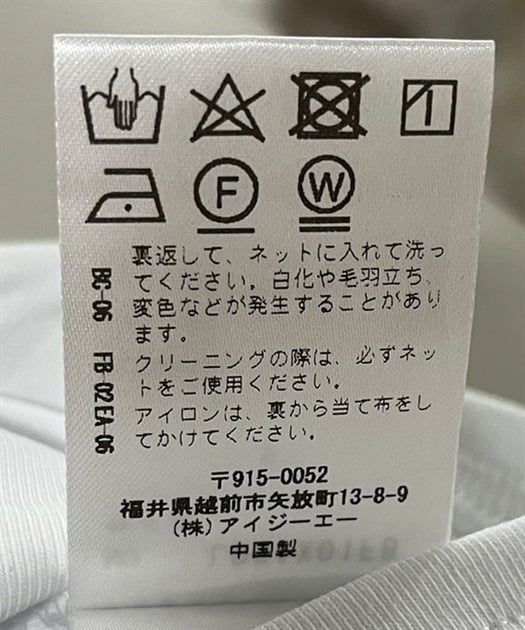 F W
裏返して、ネットに入れて洗っ
てください。白化や毛羽立ち、
変色などが発生することがあり
ます。
クリーニングの際は、必ずネッ
トをご使用ください。
アイロンは、裏から当て布をし
てかけてください。
BC-06 FB-02EA-06
〒915-0052
福井県越前市矢放町13-8-9
(株)アイジーエー
中国製